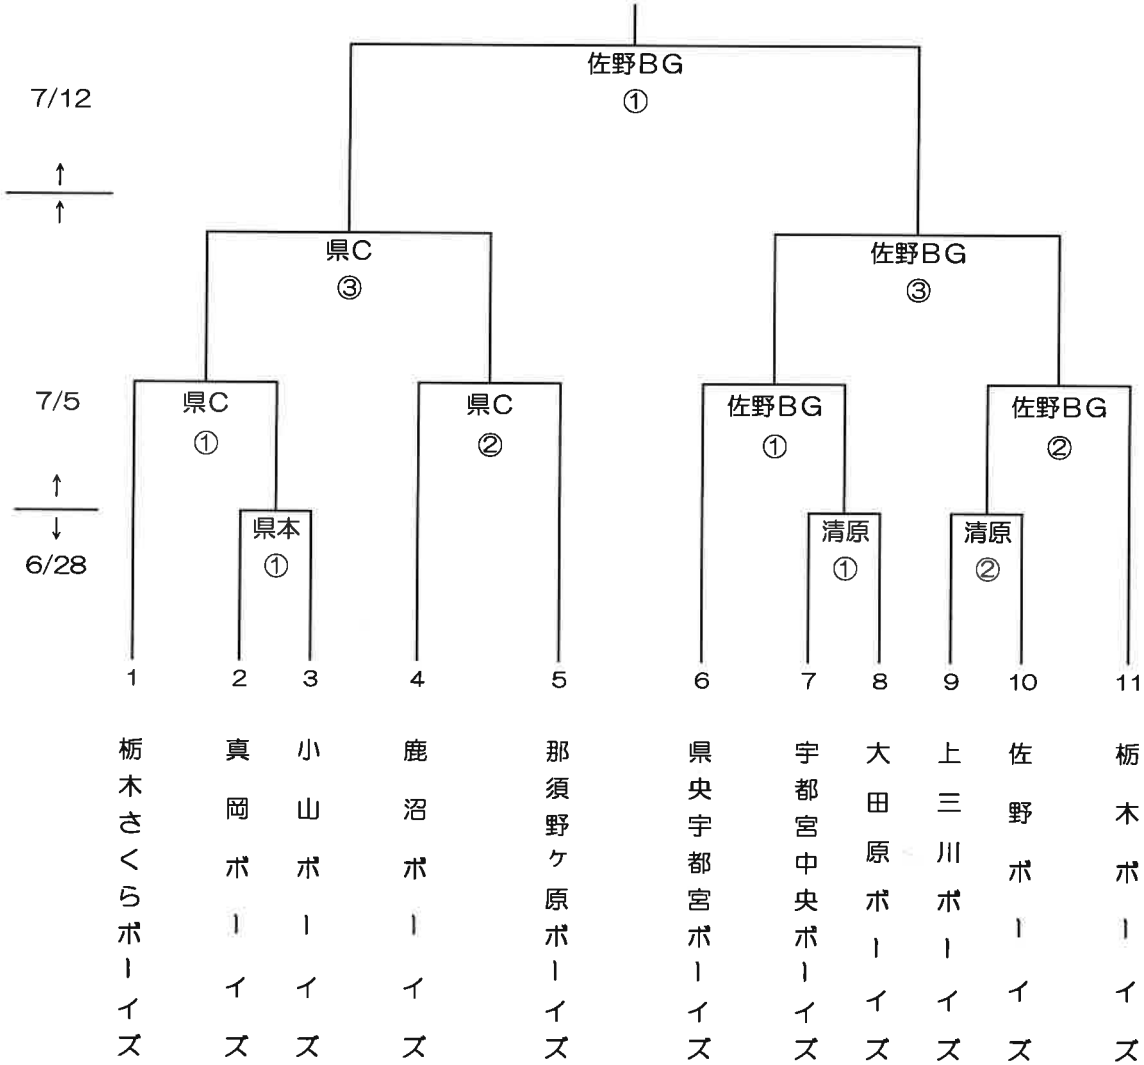 佐野BG
①
7/12
↑
↑
県C
③
佐野BG
③
7/5
県C
①
県C
②
佐野BG
①
佐野BG
②
↑
↓
6/28
県本
①
清原
①
清原
②
1
2
3
4
5
6
7
8
9
10
11
栃木さくらボーイズ
真岡ボーイズ
小山ボーイズ
鹿沼ボーイズ
那須野ヶ原ボーイズ
県央宇都宮ボーイズ
宇都宮中央ボーイズ
大田原ボーイズ
上三川ボーイズ
佐野ボーイズ
栃木ボーイズ